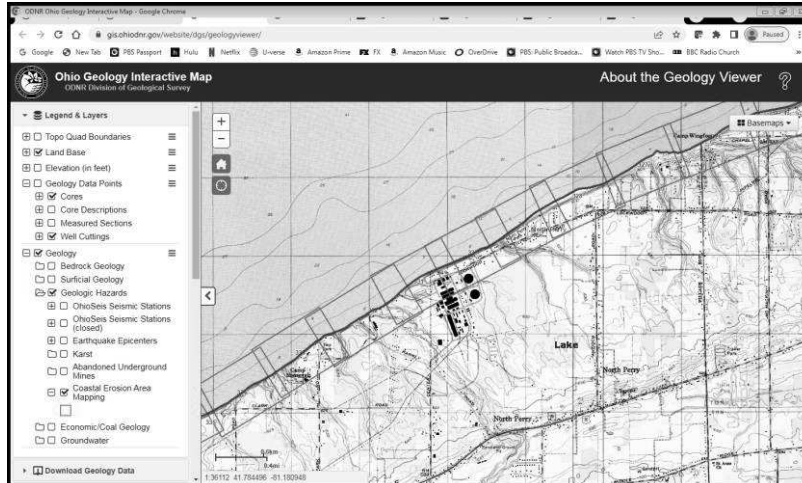 ODNR Ohio Geology Interactive Map - Google Chrome
gis.ohiodnr.gov/website/dgs/geologyviewer/
Paused
Google New Tab PBS Passport Hulu Netflix U-verse Amazon Prime FX Amazon Music OverDrive PBS: Public Broadca... Watch PBS TV Sho... BBC Radio Church
Ohio Geology Interactive Map
ODNR Division of Geological Survey
About the Geology Viewer
Legend & Layers
Basemaps
Topo Quad Boundaries
Land Base
Elevation (in feet)
Geology Data Points
Cores
Core Descriptions
Measured Sections
Well Cuttings
Geology
Bedrock Geology
Surficial Geology
Geologic Hazards
OhioSeis Seismic Stations
OhioSeis Seismic Stations
(closed)
Earthquake Epicenters
Karst
Abandoned Underground
Mines
Coastal Erosion Area
Mapping
Economic/Coal Geology
Groundwater
Download Geology Data
Lake
North Perry
North Perry
0.6km
0.4mi
1:36112 41.784496 -81.180948